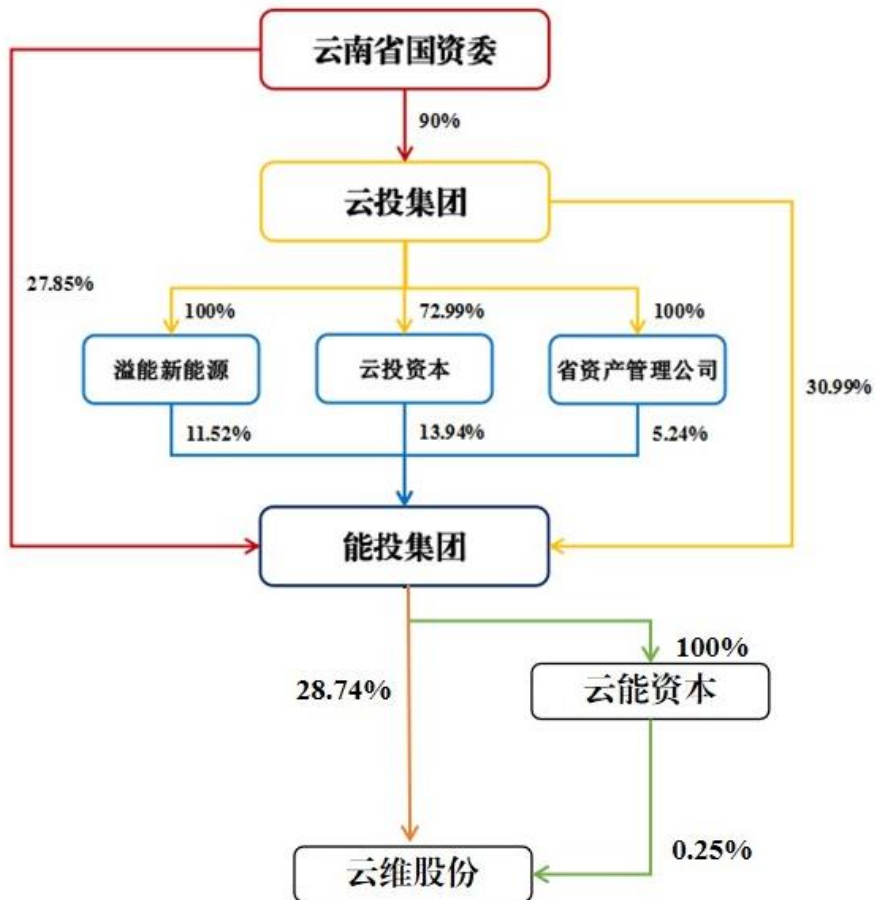 云南省国资委
90%
云投集团
27.85%
100%
72.99%
100%
溢能新能源
云投资本
省资产管理公司
30.99%
11.52%
13.94%
5.24%
能投集团
100%
28.74%
云能资本
0.25%
云维股份